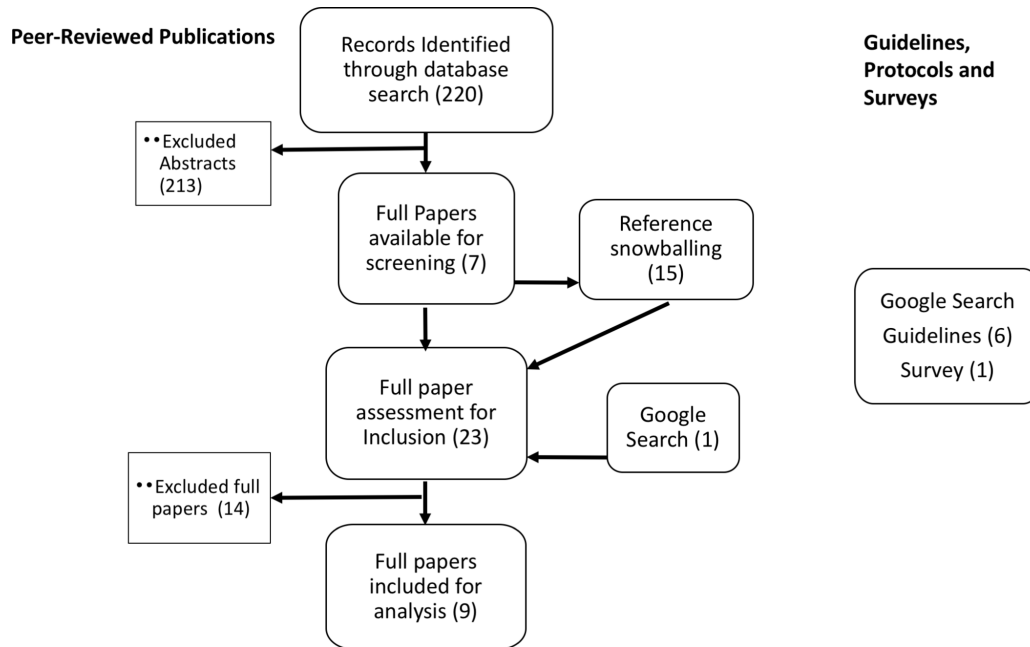 Peer-Reviewed Publications
Records Identified
through database
search (220)
Guidelines,
Protocols and
Surveys
••Excluded
Abstracts
(213)
Full Papers
available for
screening (7)
Reference
snowballing
(15)
Google Search
Guidelines (6)
Survey (1)
Full paper
assessment for
Inclusion (23)
Google
Search (1)
••Excluded full
papers (14)
Full papers
included for
analysis (9)